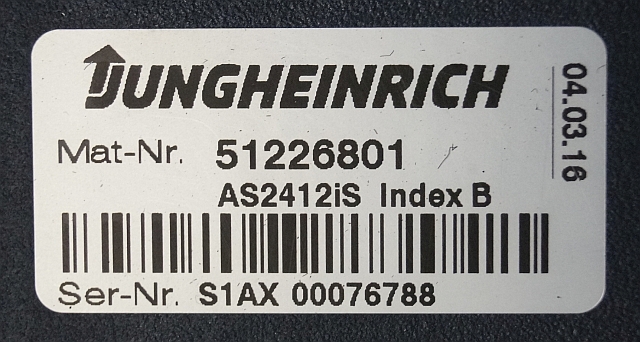 JUNGHEINRICH
04.03.16
Mat-Nr. 51226801
AS2412iS Index B
Ser-Nr. S1AX 00076788